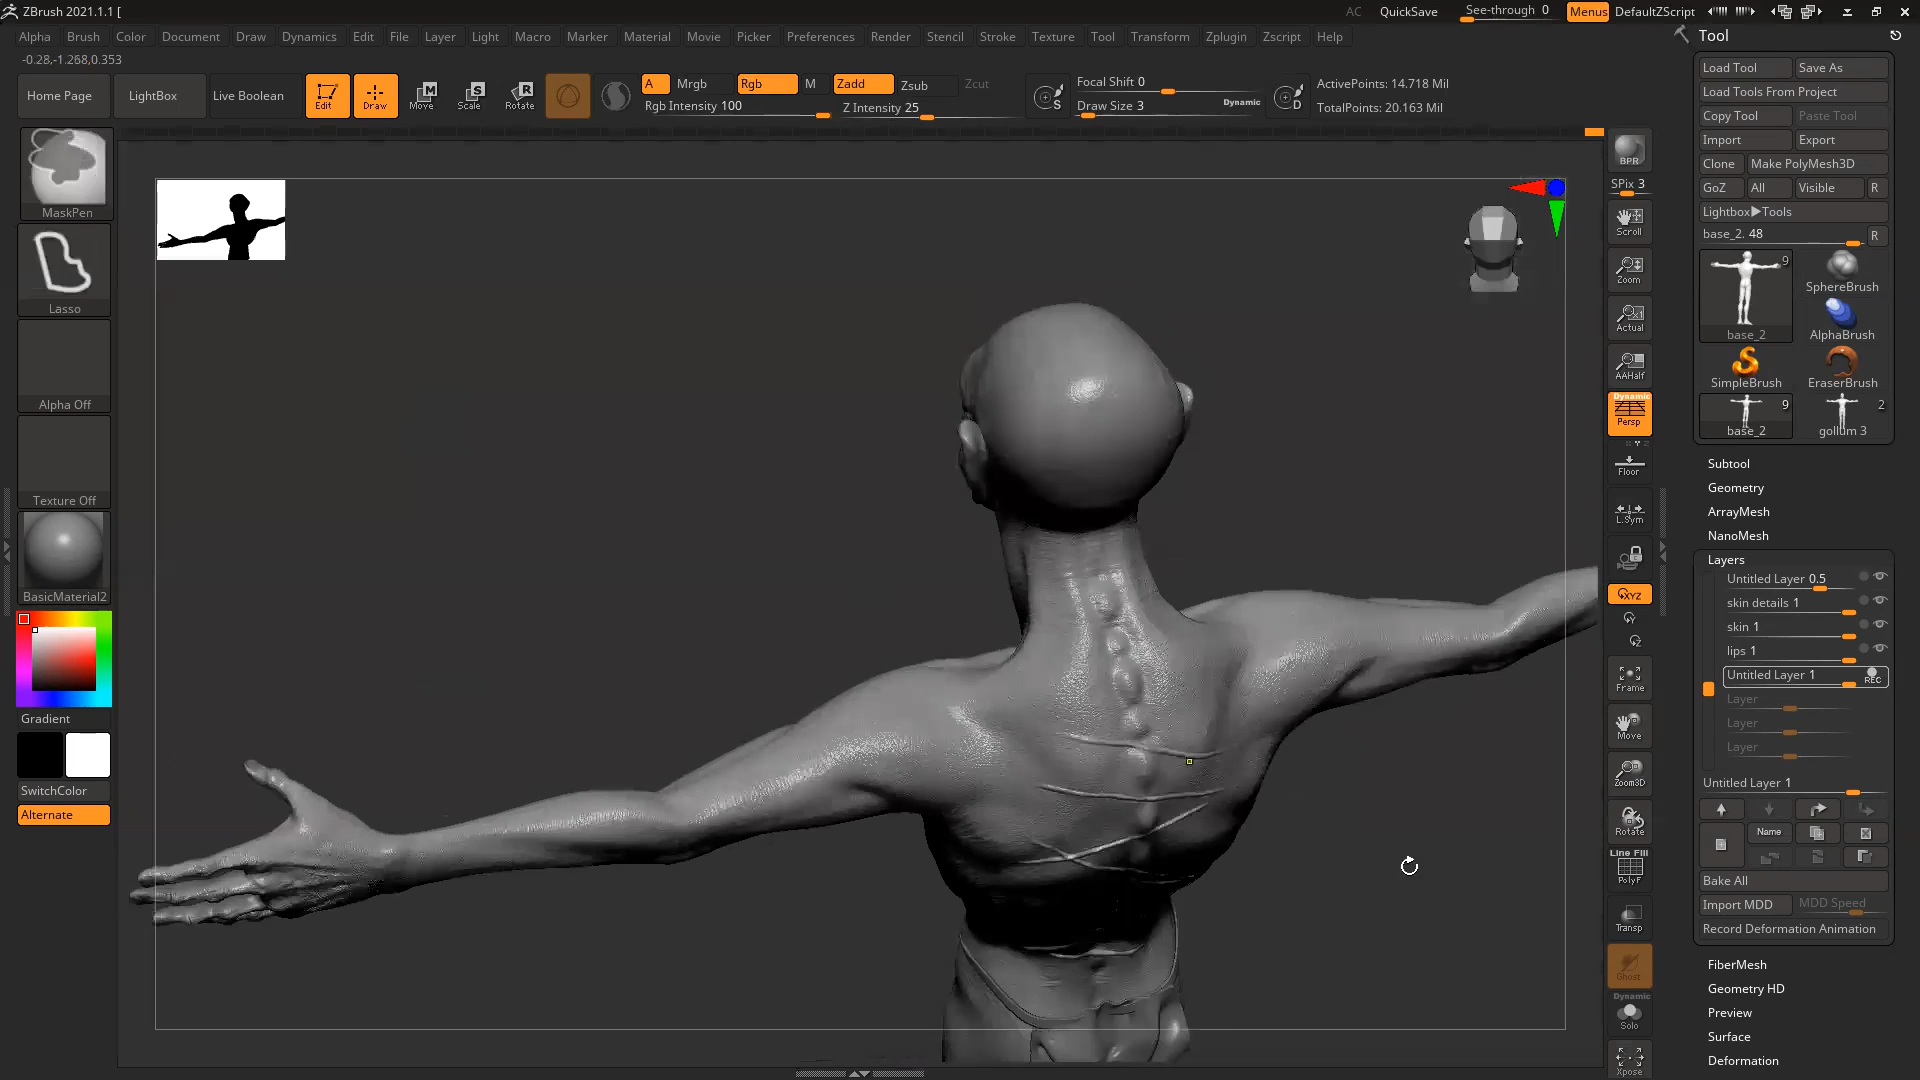 ZBrush 2021.1.1 [
AC QuickSave See-through 0 Menus DefaultZScript
Alpha Brush Color Document Draw Dynamics Edit File Layer Light Macro Marker Material Movie Picker Preferences Render Stencil Stroke Texture Tool Transform Zplugin Zscript Help
-0.28,-1.268,0.353
Home Page LightBox Live Boolean Edit Draw Move Scale Rotate
M S R
A Mrgb Rgb M Zadd Zsub Zcut
Rgb Intensity 100 Z Intensity 25
S Focal Shift 0
Draw Size 3 Dynamic
D ActivePoints: 14.718 Mil
TotalPoints: 20.163 Mil
MaskPen
Lasso
Alpha Off
Texture Off
BasicMaterial2
Gradient
SwitchColor
Alternate
BPR
SPix 3
Scroll
Zoom
Actual
AAHalf
Dynamic
Persp
Floor
L.Sym
XYZ
Y
Z
Frame
Move
Zoom3D
Rotate
Line Fill
PolyF
Transp
Ghost
Dynamic
Solo
Xpose
Tool
Load Tool Save As
Load Tools From Project
Copy Tool Paste Tool
Import Export
Clone Make PolyMesh3D
GoZ All Visible R
Lightbox▶Tools
base_2. 48 R
9
base_2
SphereBrush
AlphaBrush
SimpleBrush EraserBrush
9 2
base_2 gollum 3
Subtool
Geometry
ArrayMesh
NanoMesh
Layers
Untitled Layer 0.5
skin details 1
skin 1
lips 1
Untitled Layer 1 REC
Layer
Layer
Layer
Untitled Layer 1
Name
Bake All
Import MDD MDD Speed
Record Deformation Animation
FiberMesh
Geometry HD
Preview
Surface
Deformation